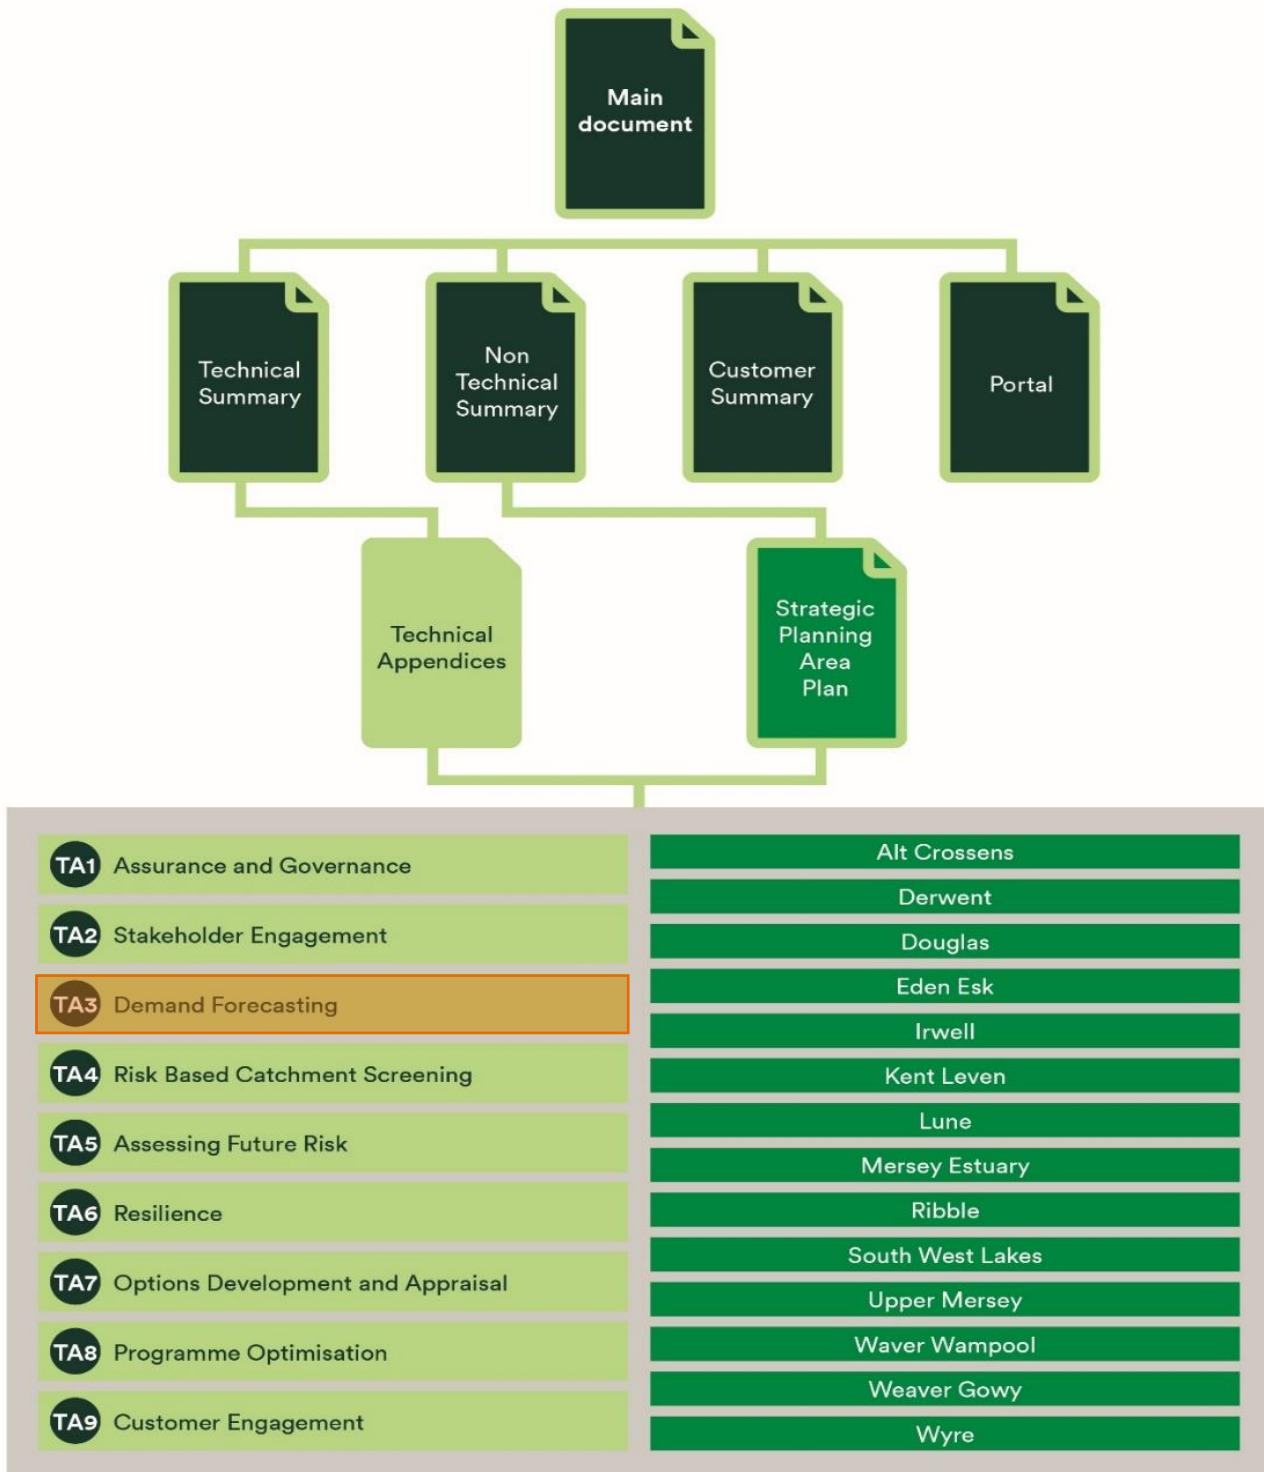 Main
document
Technical
Summary
Non
Technical
Summary
Customer
Summary
Portal
Technical
Appendices
Strategic
Planning
Area
Plan
TA1 Assurance and Governance
TA2 Stakeholder Engagement
TA3 Demand Forecasting
TA4 Risk Based Catchment Screening
TA5 Assessing Future Risk
TA6 Resilience
TA7 Options Development and Appraisal
TA8 Programme Optimisation
TA9 Customer Engagement
Alt Crossens
Derwent
Douglas
Eden Esk
Irwell
Kent Leven
Lune
Mersey Estuary
Ribble
South West Lakes
Upper Mersey
Waver Wampool
Weaver Gowy
Wyre